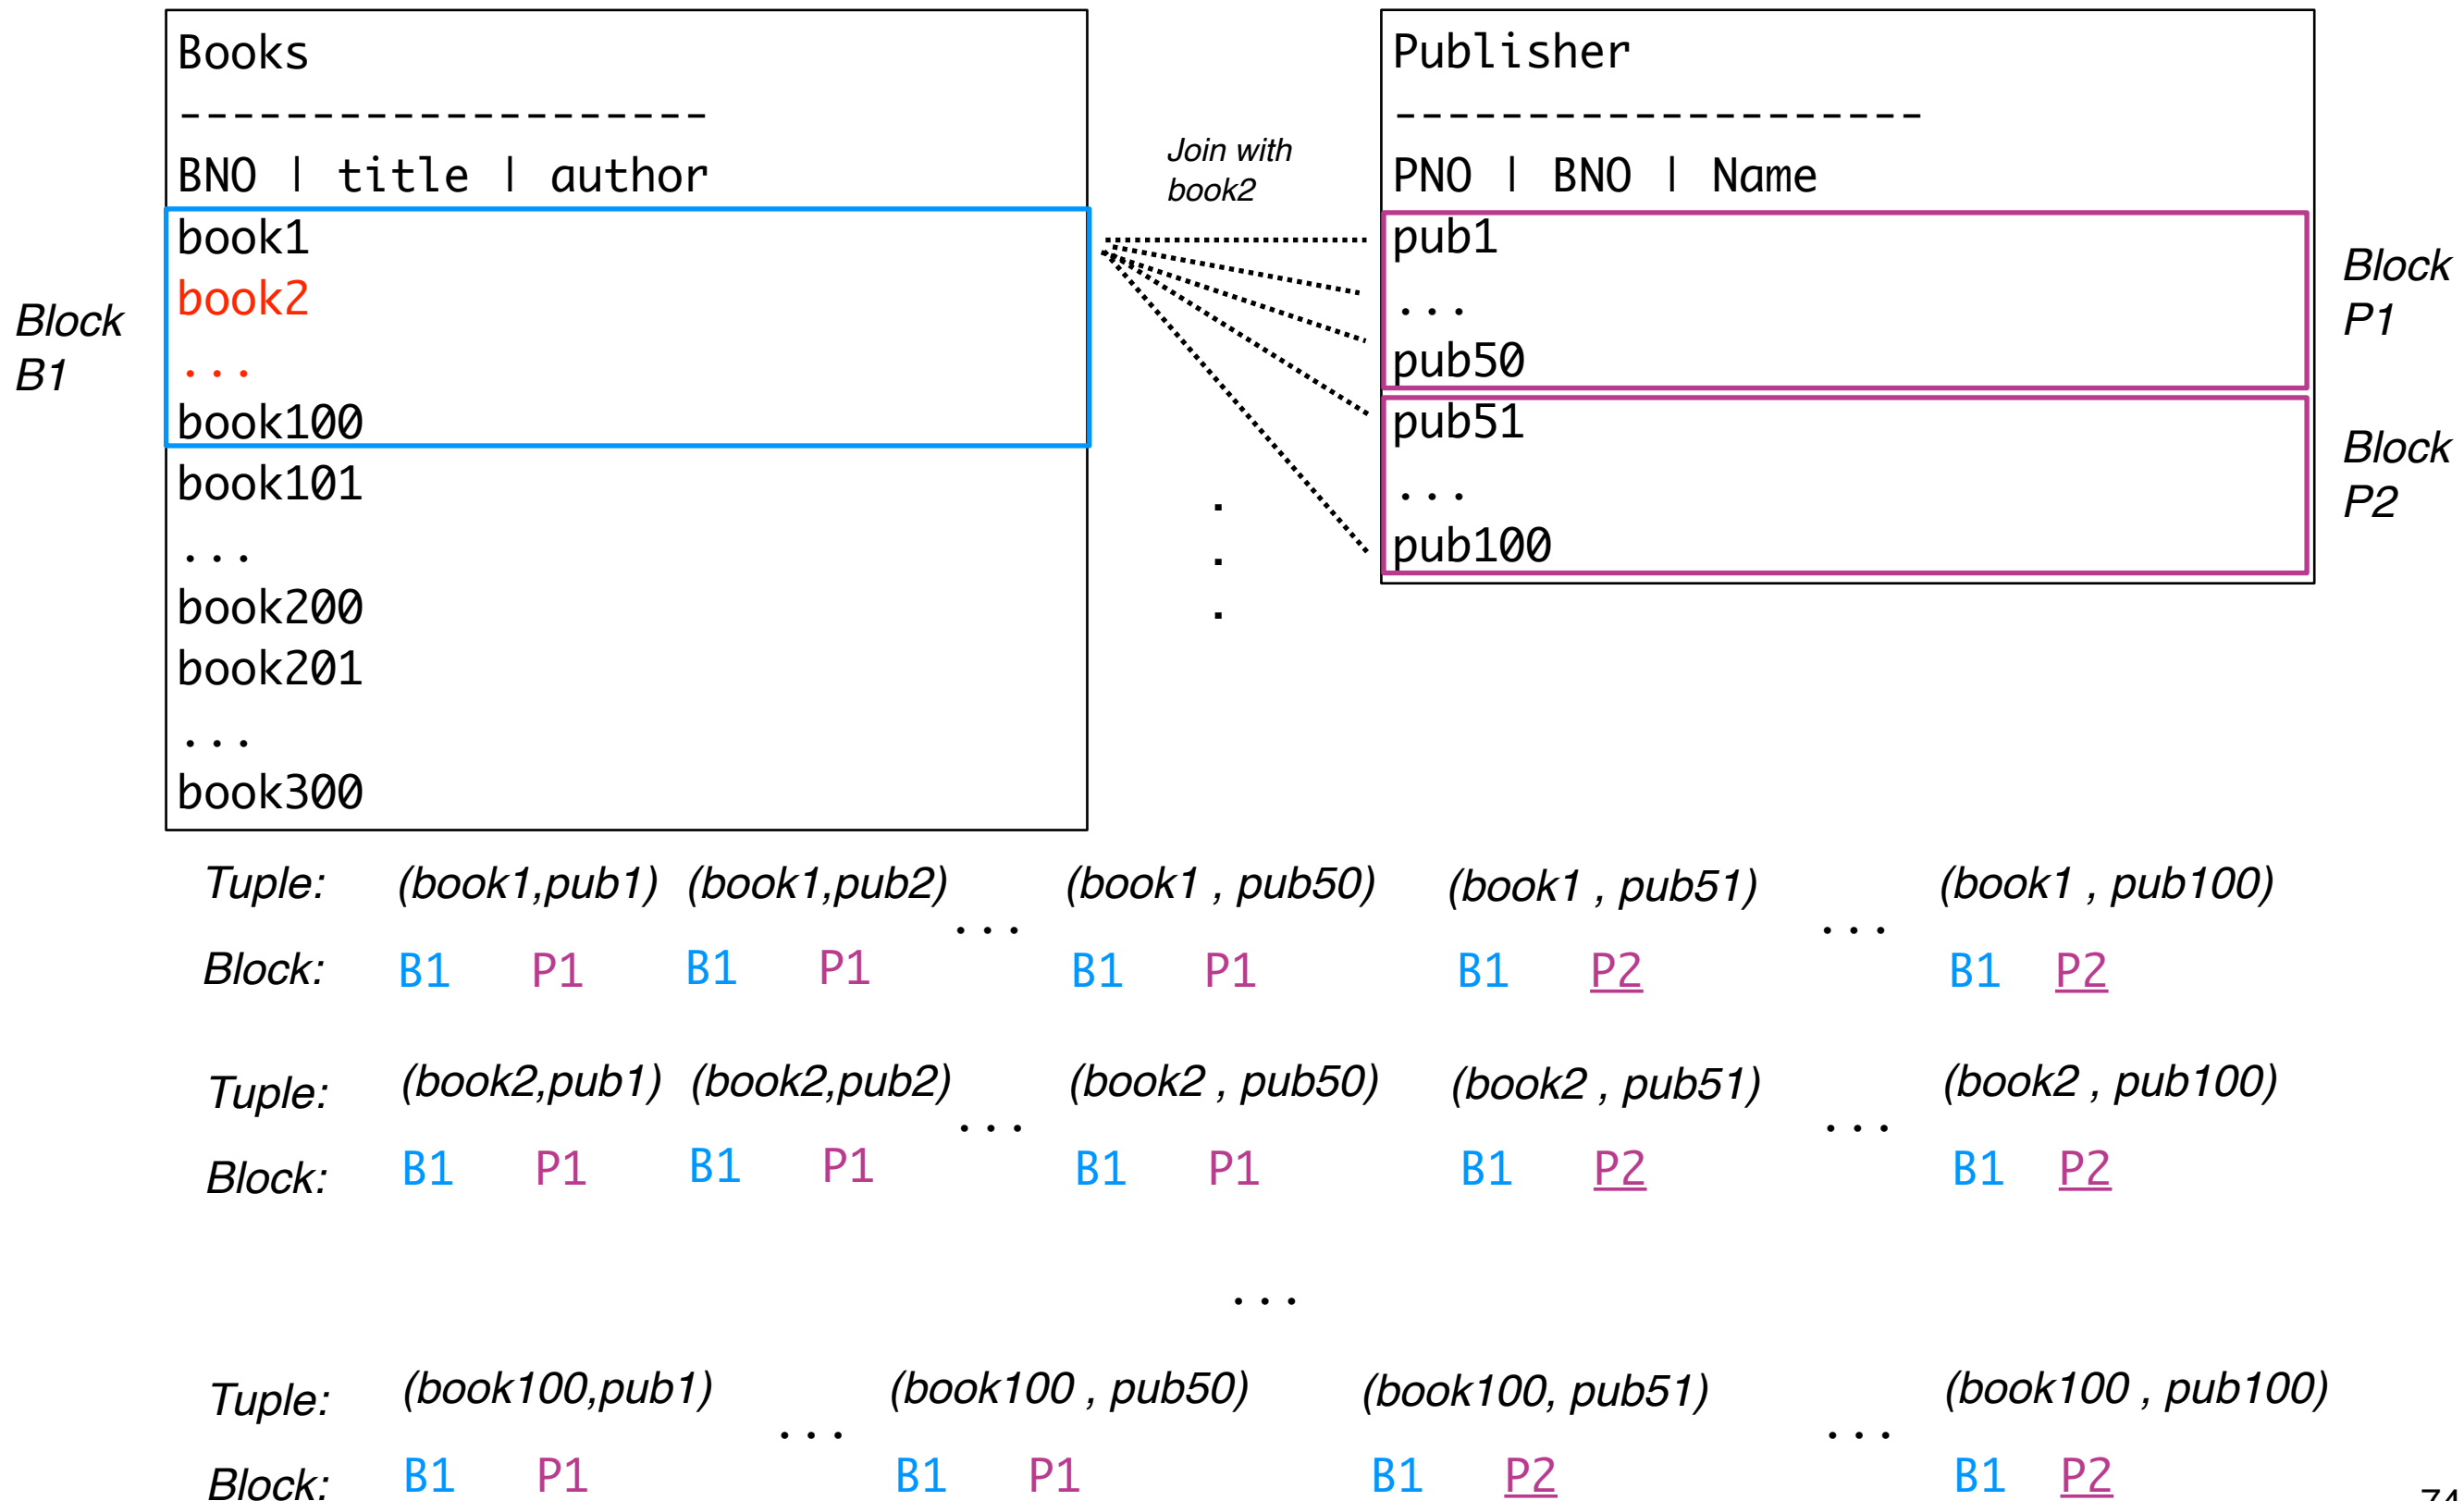 Books
--------------------
BNO | title | author
book1
book2
...
book100
book101
...
book200
book201
...
book300
Block
B1
Join with
book2
.
.
.
Publisher
--------------------
PNO | BNO | Name
pub1
...
pub50
pub51
...
pub100
Block
P1
Block
P2
Tuple: (book1,pub1) (book1,pub2) ... (book1 , pub50) (book1 , pub51) ... (book1 , pub100)
Block: B1 P1 B1 P1 B1 P1 B1 P2 B1 P2
Tuple: (book2,pub1) (book2,pub2) ... (book2 , pub50) (book2 , pub51) ... (book2 , pub100)
Block: B1 P1 B1 P1 B1 P1 B1 P2 B1 P2
...
Tuple: (book100,pub1) ... (book100 , pub50) (book100, pub51) ... (book100 , pub100)
Block: B1 P1 B1 P1 B1 P2 B1 P2
74